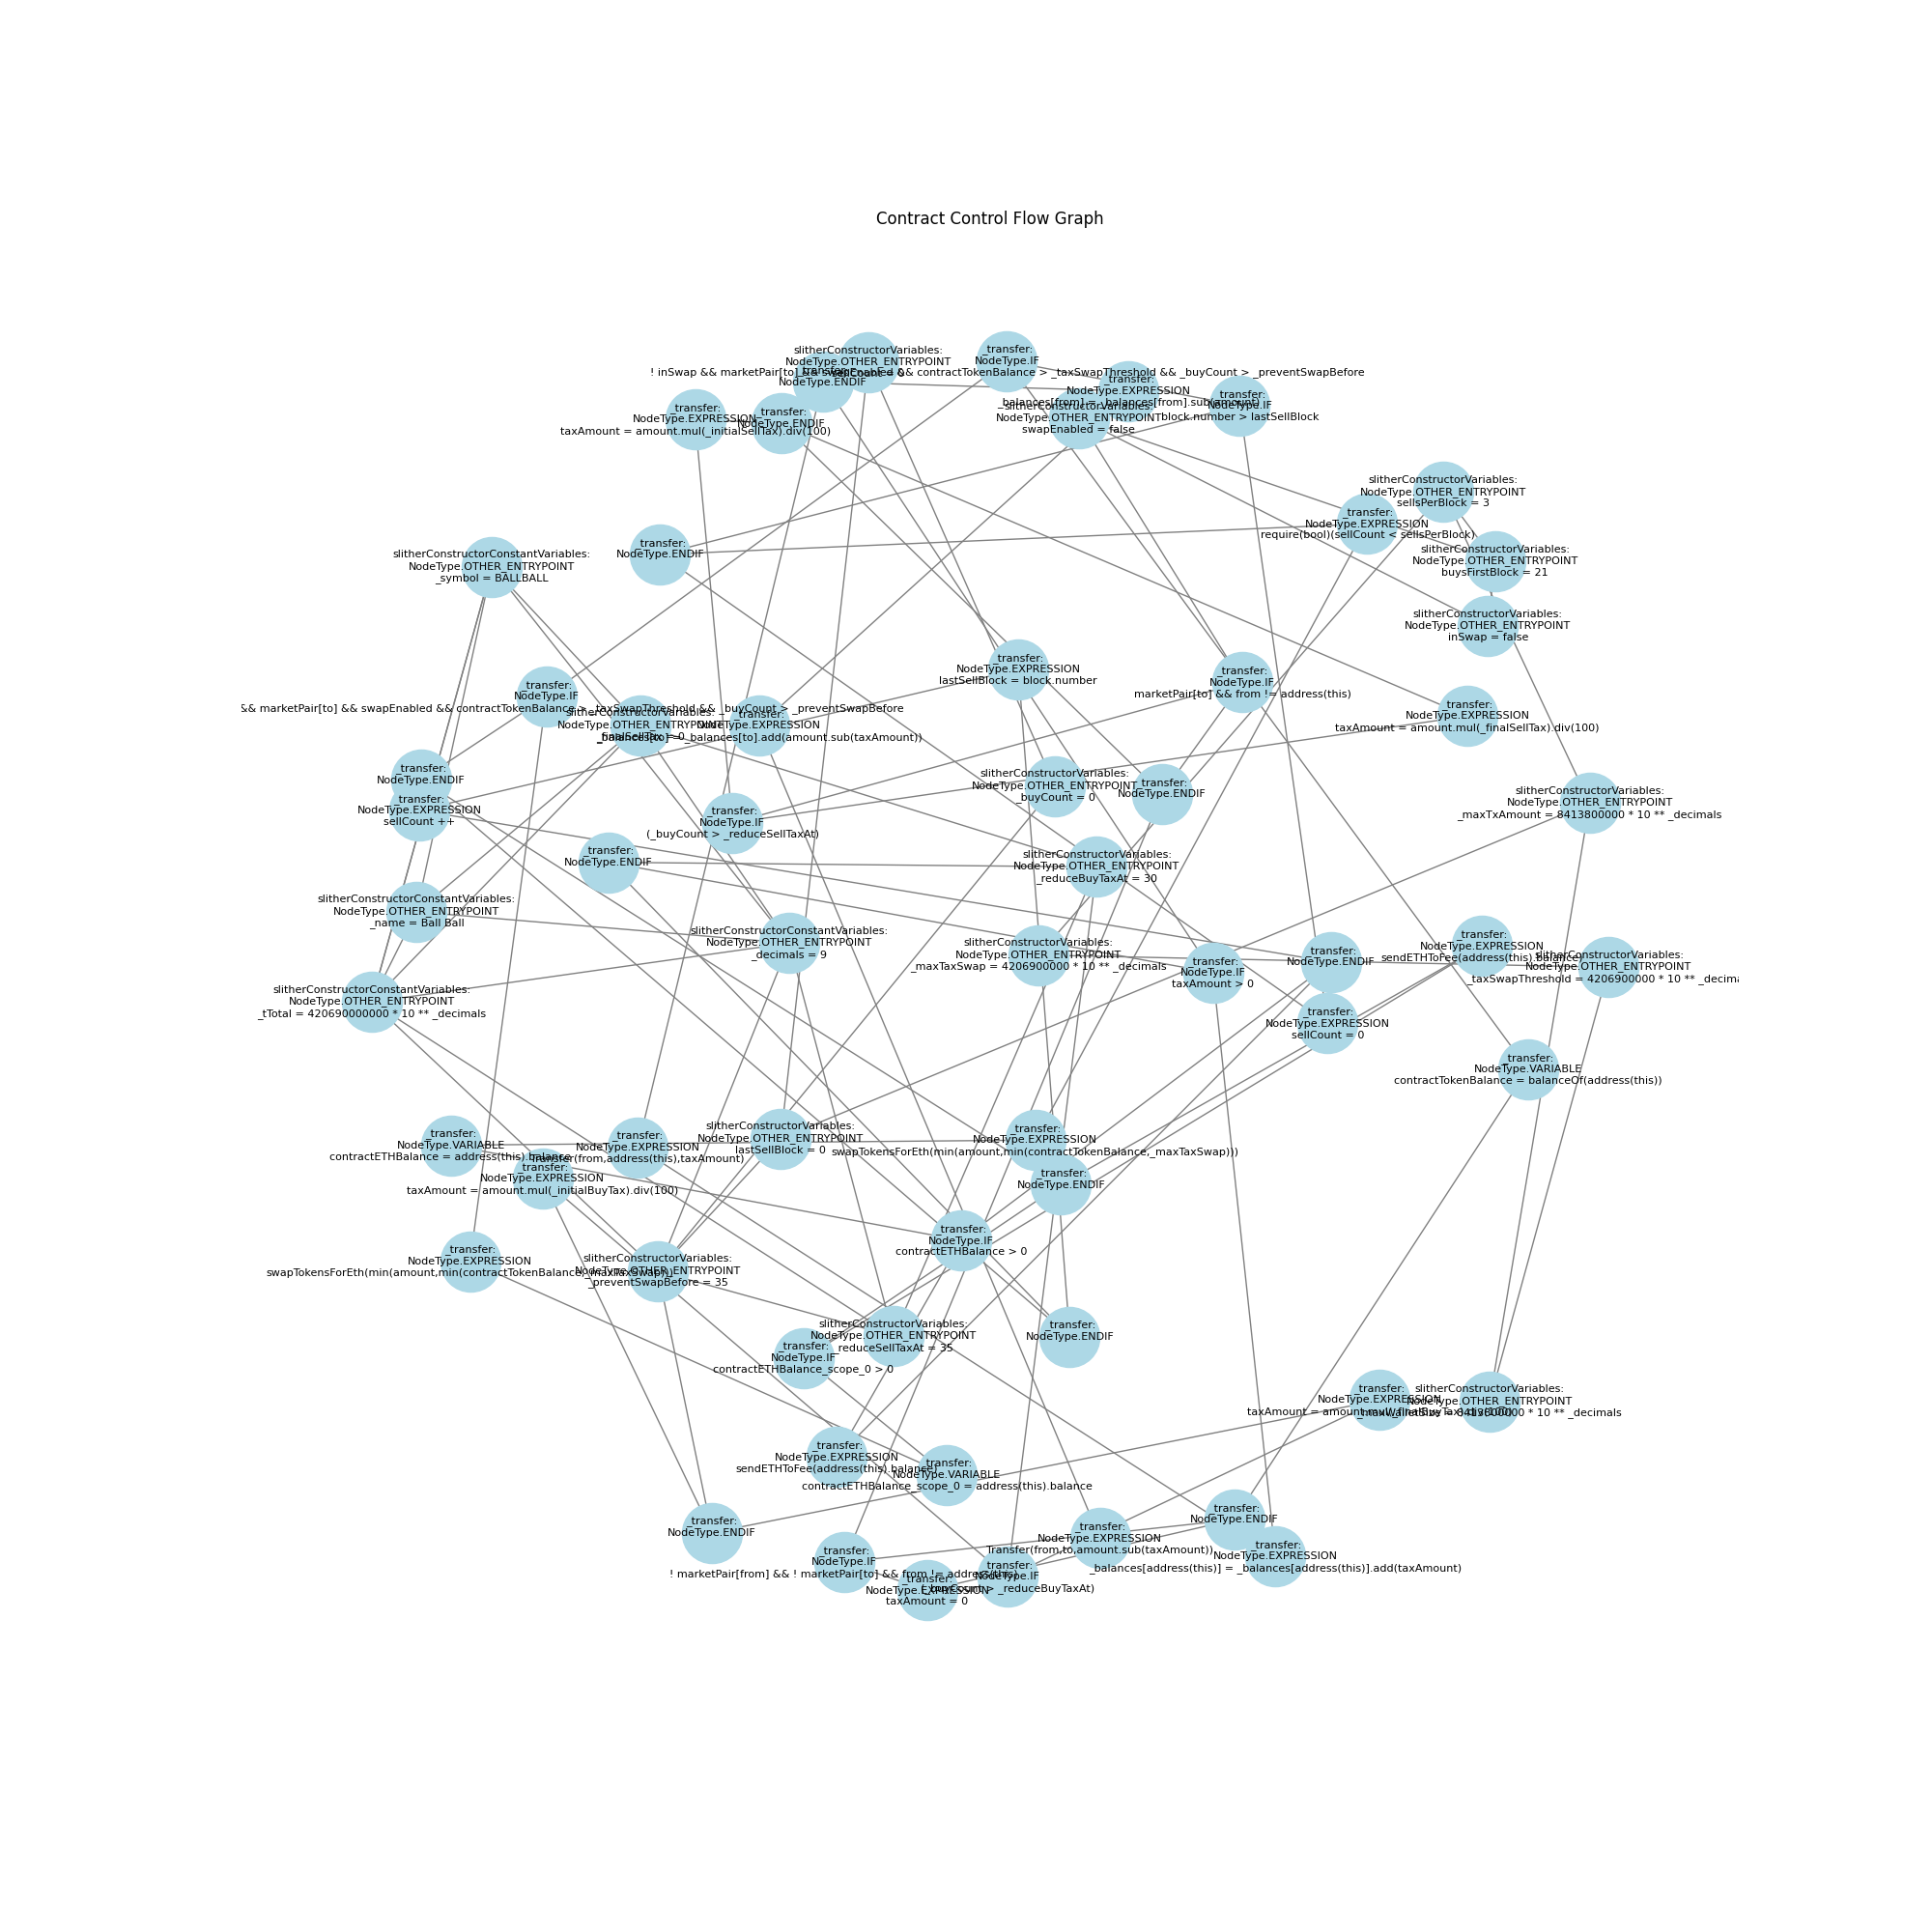 Contract Control Flow Graph
slitherConstructorVariables:
NodeType.OTHER_ENTRYPOINT
sellCount = 0
_transfer:
NodeType.ENDIF
_transfer:
NodeType.IF
! inSwap && marketPair[to] && swapEnabled && contractTokenBalance > _taxSwapThreshold && _buyCount > _preventSwapBefore
_transfer:
NodeType.EXPRESSION
_balances[from] = _balances[from].sub(amount)
_transfer:
NodeType.IF
block.number > lastSellBlock
slitherConstructorVariables:
NodeType.OTHER_ENTRYPOINT
swapEnabled = false
_transfer:
NodeType.EXPRESSION
taxAmount = amount.mul(_initialSellTax).div(100)
_transfer:
NodeType.ENDIF
slitherConstructorVariables:
NodeType.OTHER_ENTRYPOINT
sellsPerBlock = 3
_transfer:
NodeType.EXPRESSION
require(bool)(sellCount < sellsPerBlock)
_transfer:
NodeType.ENDIF
slitherConstructorVariables:
NodeType.OTHER_ENTRYPOINT
buysFirstBlock = 21
slitherConstructorConstantVariables:
NodeType.OTHER_ENTRYPOINT
_symbol = BALLBALL
slitherConstructorVariables:
NodeType.OTHER_ENTRYPOINT
inSwap = false
_transfer:
NodeType.EXPRESSION
lastSellBlock = block.number
_transfer:
NodeType.IF
marketPair[to] && from != address(this)
_transfer:
NodeType.IF
&& marketPair[to] && swapEnabled && contractTokenBalance > _taxSwapThreshold && _buyCount > _preventSwapBefore
slitherConstructorVariables:
NodeType.OTHER_ENTRYPOINT
_finalSellTax = 0
_transfer:
NodeType.EXPRESSION
_balances[to] = _balances[to].add(amount.sub(taxAmount))
_transfer:
NodeType.EXPRESSION
taxAmount = amount.mul(_finalSellTax).div(100)
_transfer:
NodeType.ENDIF
_transfer:
NodeType.EXPRESSION
sellCount ++
slitherConstructorVariables:
NodeType.OTHER_ENTRYPOINT
_buyCount = 0
_transfer:
NodeType.ENDIF
slitherConstructorVariables:
NodeType.OTHER_ENTRYPOINT
_maxTxAmount = 8413800000 * 10 ** _decimals
_transfer:
NodeType.IF
(_buyCount > _reduceSellTaxAt)
_transfer:
NodeType.ENDIF
slitherConstructorVariables:
NodeType.OTHER_ENTRYPOINT
_reduceBuyTaxAt = 30
slitherConstructorConstantVariables:
NodeType.OTHER_ENTRYPOINT
_name = Ball Ball
slitherConstructorConstantVariables:
NodeType.OTHER_ENTRYPOINT
_decimals = 9
slitherConstructorVariables:
NodeType.OTHER_ENTRYPOINT
_maxTaxSwap = 4206900000 * 10 ** _decimals
_transfer:
NodeType.IF
taxAmount > 0
_transfer:
NodeType.ENDIF
_transfer:
NodeType.EXPRESSION
sendETHToFee(address(this).balance)
slitherConstructorVariables:
NodeType.OTHER_ENTRYPOINT
_taxSwapThreshold = 4206900000 * 10 ** _decima
slitherConstructorConstantVariables:
NodeType.OTHER_ENTRYPOINT
_tTotal = 420690000000 * 10 ** _decimals
_transfer:
NodeType.EXPRESSION
sellCount = 0
_transfer:
NodeType.VARIABLE
contractTokenBalance = balanceOf(address(this))
_transfer:
NodeType.VARIABLE
contractETHBalance = address(this).balance
_transfer:
NodeType.EXPRESSION
Transfer(from,address(this),taxAmount)
slitherConstructorVariables:
NodeType.OTHER_ENTRYPOINT
lastSellBlock = 0
_transfer:
NodeType.EXPRESSION
swapTokensForEth(min(amount,min(contractTokenBalance,_maxTaxSwap)))
_transfer:
NodeType.EXPRESSION
taxAmount = amount.mul(_initialBuyTax).div(100)
_transfer:
NodeType.ENDIF
_transfer:
NodeType.IF
contractETHBalance > 0
_transfer:
NodeType.EXPRESSION
swapTokensForEth(min(amount,min(contractTokenBalance,_maxTaxSwap)))
slitherConstructorVariables:
NodeType.OTHER_ENTRYPOINT
_preventSwapBefore = 35
slitherConstructorVariables:
NodeType.OTHER_ENTRYPOINT
_reduceSellTaxAt = 35
_transfer:
NodeType.IF
contractETHBalance_scope_0 > 0
_transfer:
NodeType.ENDIF
_transfer:
NodeType.EXPRESSION
taxAmount = amount.mul(_finalBuyTax).div(100)
slitherConstructorVariables:
NodeType.OTHER_ENTRYPOINT
_maxWalletSize = 8413800000 * 10 ** _decimals
_transfer:
NodeType.EXPRESSION
sendETHToFee(address(this).balance)
_transfer:
NodeType.VARIABLE
contractETHBalance_scope_0 = address(this).balance
_transfer:
NodeType.ENDIF
_transfer:
NodeType.ENDIF
_transfer:
NodeType.EXPRESSION
Transfer(from,to,amount.sub(taxAmount))
_transfer:
NodeType.EXPRESSION
_balances[address(this)] = _balances[address(this)].add(taxAmount)
_transfer:
NodeType.IF
! marketPair[from] && ! marketPair[to] && from != address(this)
_transfer:
NodeType.IF
(_buyCount > _reduceBuyTaxAt)
_transfer:
NodeType.EXPRESSION
taxAmount = 0